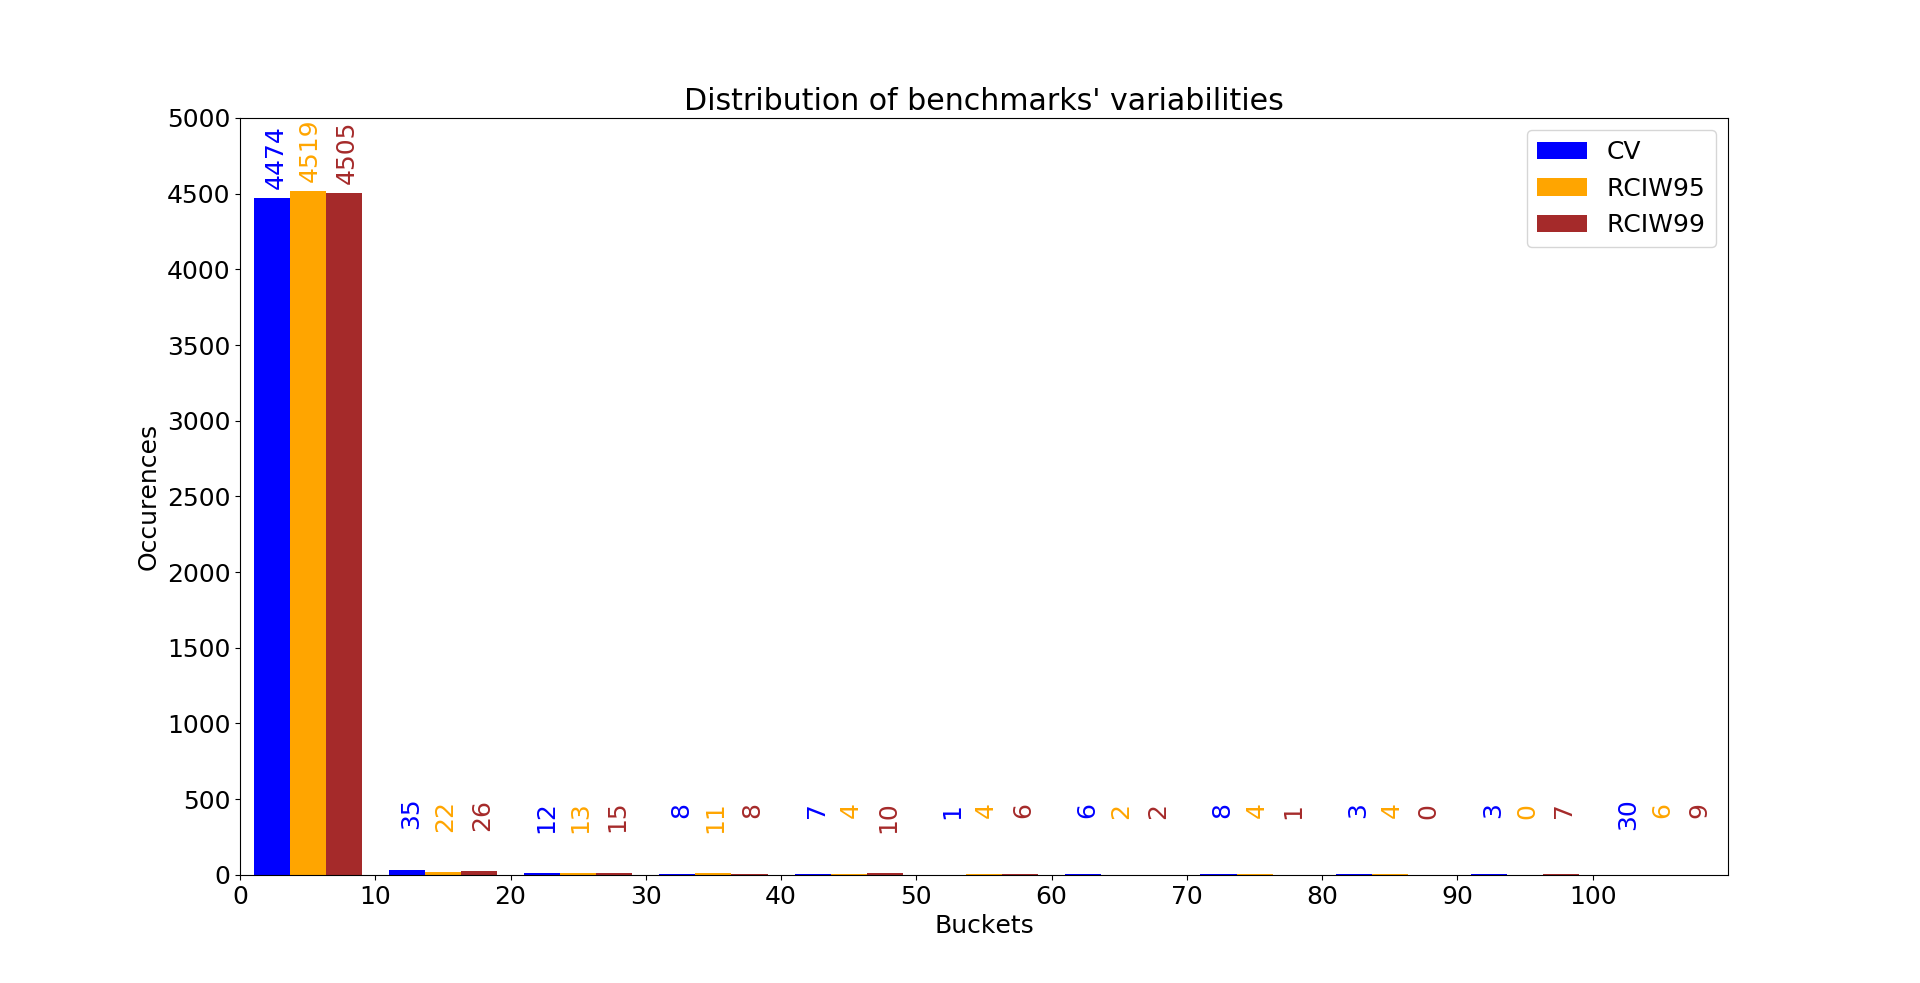 Distribution of benchmarks' variabilities
5000
4500
4000
3500
3000
2500
2000
1500
1000
500
0
Occurences
4474 4519 4505
35 22 26 12 13 15 8 11 8 7 4 10 1 4 6 6 2 2 8 4 1 3 4 0 3 0 7 30 6 9
CV
RCIW95
RCIW99
0 10 20 30 40 50 60 70 80 90 100
Buckets